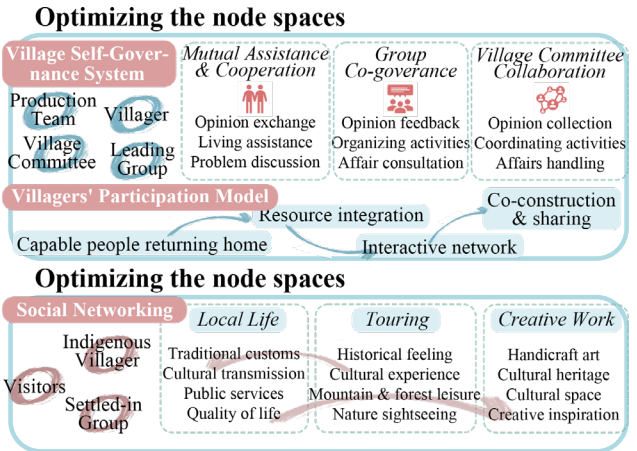 Optimizing the node spaces
Village Self-Gover-
nance System
Production
Team
Villager
Village
Committee
Leading
Group
Mutual Assistance
& Cooperation
Opinion exchange
Living assistance
Problem discussion
Group
Co-goverance
Opinion feedback
Organizing activities
Affair consultation
Village Committee
Collaboration
Opinion collection
Coordinating activities
Affairs handling
Villagers' Participation Model
Capable people returning home
Resource integration
Interactive network
Co-construction
& sharing
Optimizing the node spaces
Social Networking
Indigenous
Villager
Visitors
Settled-in
Group
Local Life
Traditional customs
Cultural transmission
Public services
Quality of life
Touring
Historical feeling
Cultural experience
Mountain & forest leisure
Nature sightseeing
Creative Work
Handicraft art
Cultural heritage
Cultural space
Creative inspiration